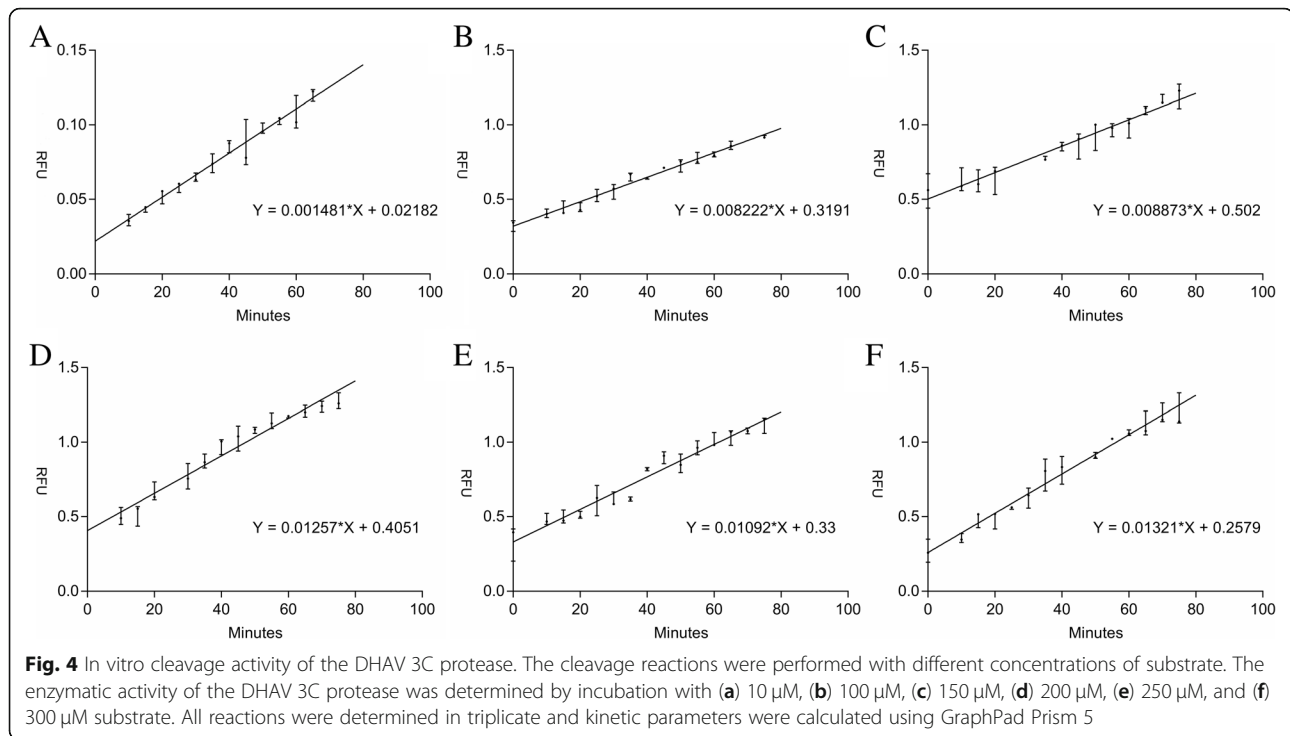 A
0.15
0.10
0.05
0.00
RFU
Y = 0.001481*X + 0.02182
0 20 40 60 80 100
Minutes
B
1.5
1.0
0.5
0.0
RFU
Y = 0.008222*X + 0.3191
0 20 40 60 80 100
Minutes
C
1.5
1.0
0.5
0.0
RFU
Y = 0.008873*X + 0.502
0 20 40 60 80 100
Minutes
D
1.5
1.0
0.5
0.0
RFU
Y = 0.01257*X + 0.4051
0 20 40 60 80 100
Minutes
E
1.5
1.0
0.5
0.0
RFU
Y = 0.01092*X + 0.33
0 20 40 60 80 100
Minutes
F
1.5
1.0
0.5
0.0
RFU
Y = 0.01321*X + 0.2579
0 20 40 60 80 100
Minutes
Fig. 4 In vitro cleavage activity of the DHAV 3C protease. The cleavage reactions were performed with different concentrations of substrate. The
enzymatic activity of the DHAV 3C protease was determined by incubation with (a) 10 μM, (b) 100 μM, (c) 150 μM, (d) 200 μM, (e) 250 μM, and (f)
300 μM substrate. All reactions were determined in triplicate and kinetic parameters were calculated using GraphPad Prism 5